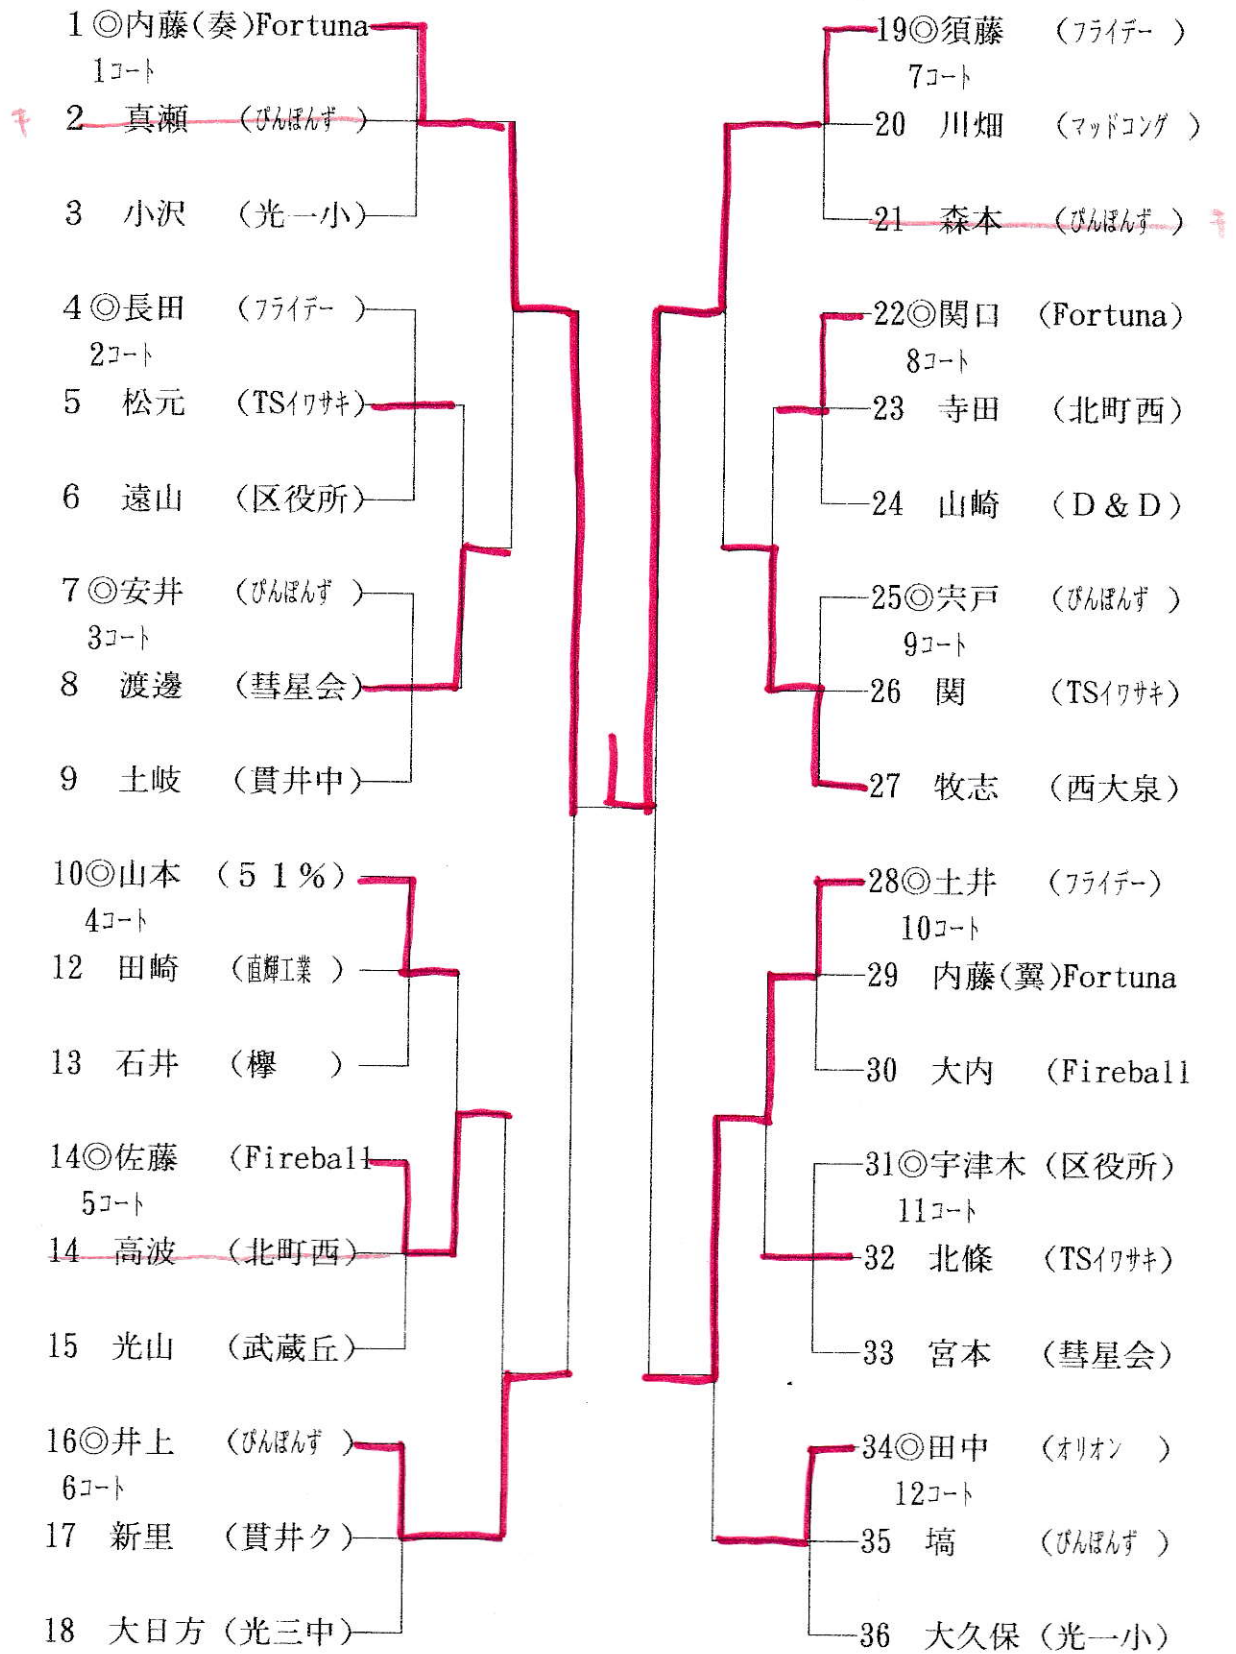 1◎内藤(奏)Fortuna
1コート
2 真瀬 (ぴんぽんず )
3 小沢 (光一小)
4◎長田 (フライデー )
2コート
5 松元 (TSイワサキ)
6 遠山 (区役所)
7◎安井 (ぴんぽんず )
3コート
8 渡邊 (彗星会)
9 土岐 (貫井中)
10◎山本 (51%)
4コート
12 田崎 (直輝工業 )
13 石井 (欅 )
14◎佐藤 (Fireball
5コート
14 高波 (北町西)
15 光山 (武蔵丘)
16◎井上 (ぴんぽんず )
6コート
17 新里 (貫井ク)
18 大日方 (光三中)
19◎須藤 (フライデー )
7コート
20 川畑 (マッドコング )
21 森本 (ぴんぽんず )
22◎関口 (Fortuna)
8コート
23 寺田 (北町西)
24 山崎 (D&D)
25◎宍戸 (ぴんぽんず )
9コート
26 関 (TSイワサキ)
27 牧志 (西大泉)
28◎土井 (フライデー)
10コート
29 内藤(翼)Fortuna
30 大内 (Fireball
31◎宇津木 (区役所)
11コート
32 北條 (TSイワサキ)
33 宮本 (彗星会)
34◎田中 (オリオン )
12コート
35 塙 (ぴんぽんず )
36 大久保 (光一小)